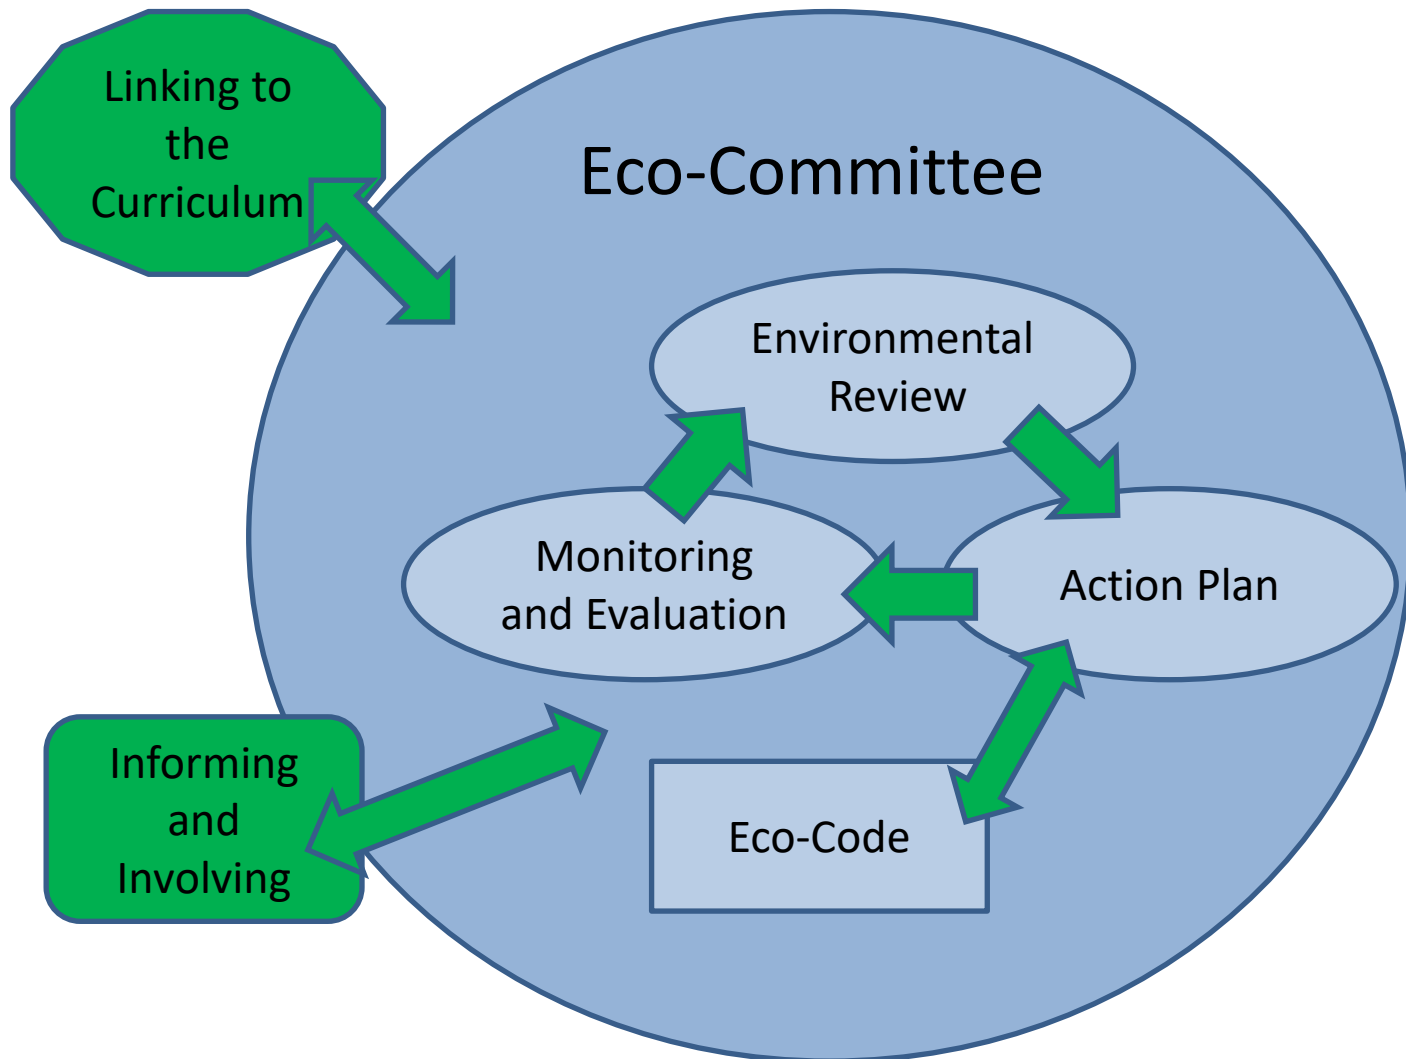 Linking to
the
Curriculum
Eco-Committee
Environmental
Review
Monitoring
and Evaluation
Action Plan
Informing
and
Involving
Eco-Code